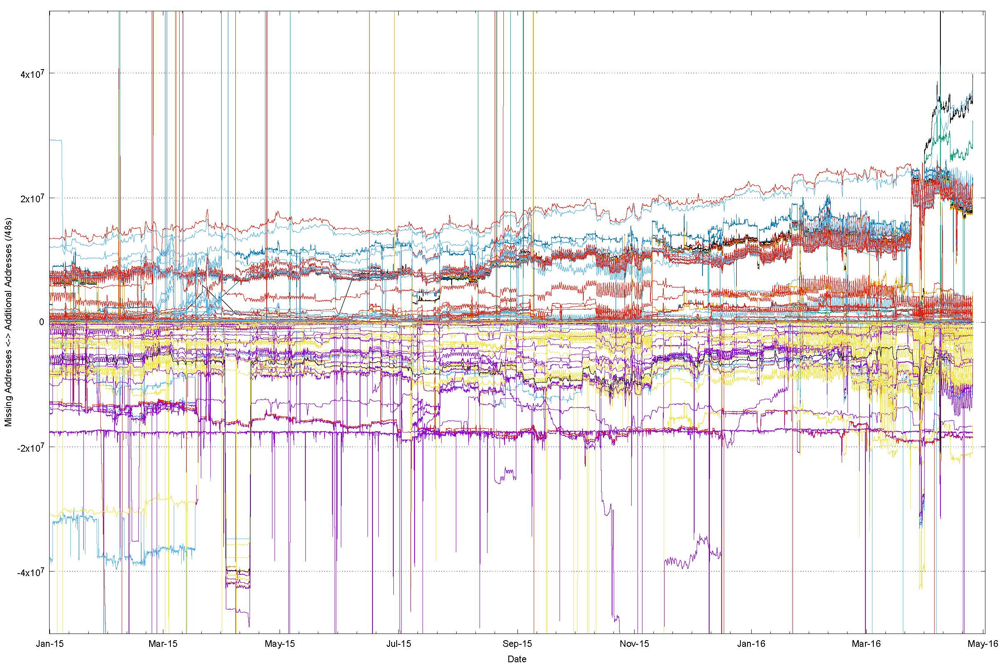 Missing Addresses <-> Additional Addresses (/48s)
4x10^7
2x10^7
0
-2x10^7
-4x10^7
Jan-15 Mar-15 May-15 Jul-15 Sep-15 Nov-15 Jan-16 Mar-16 May-16
Date